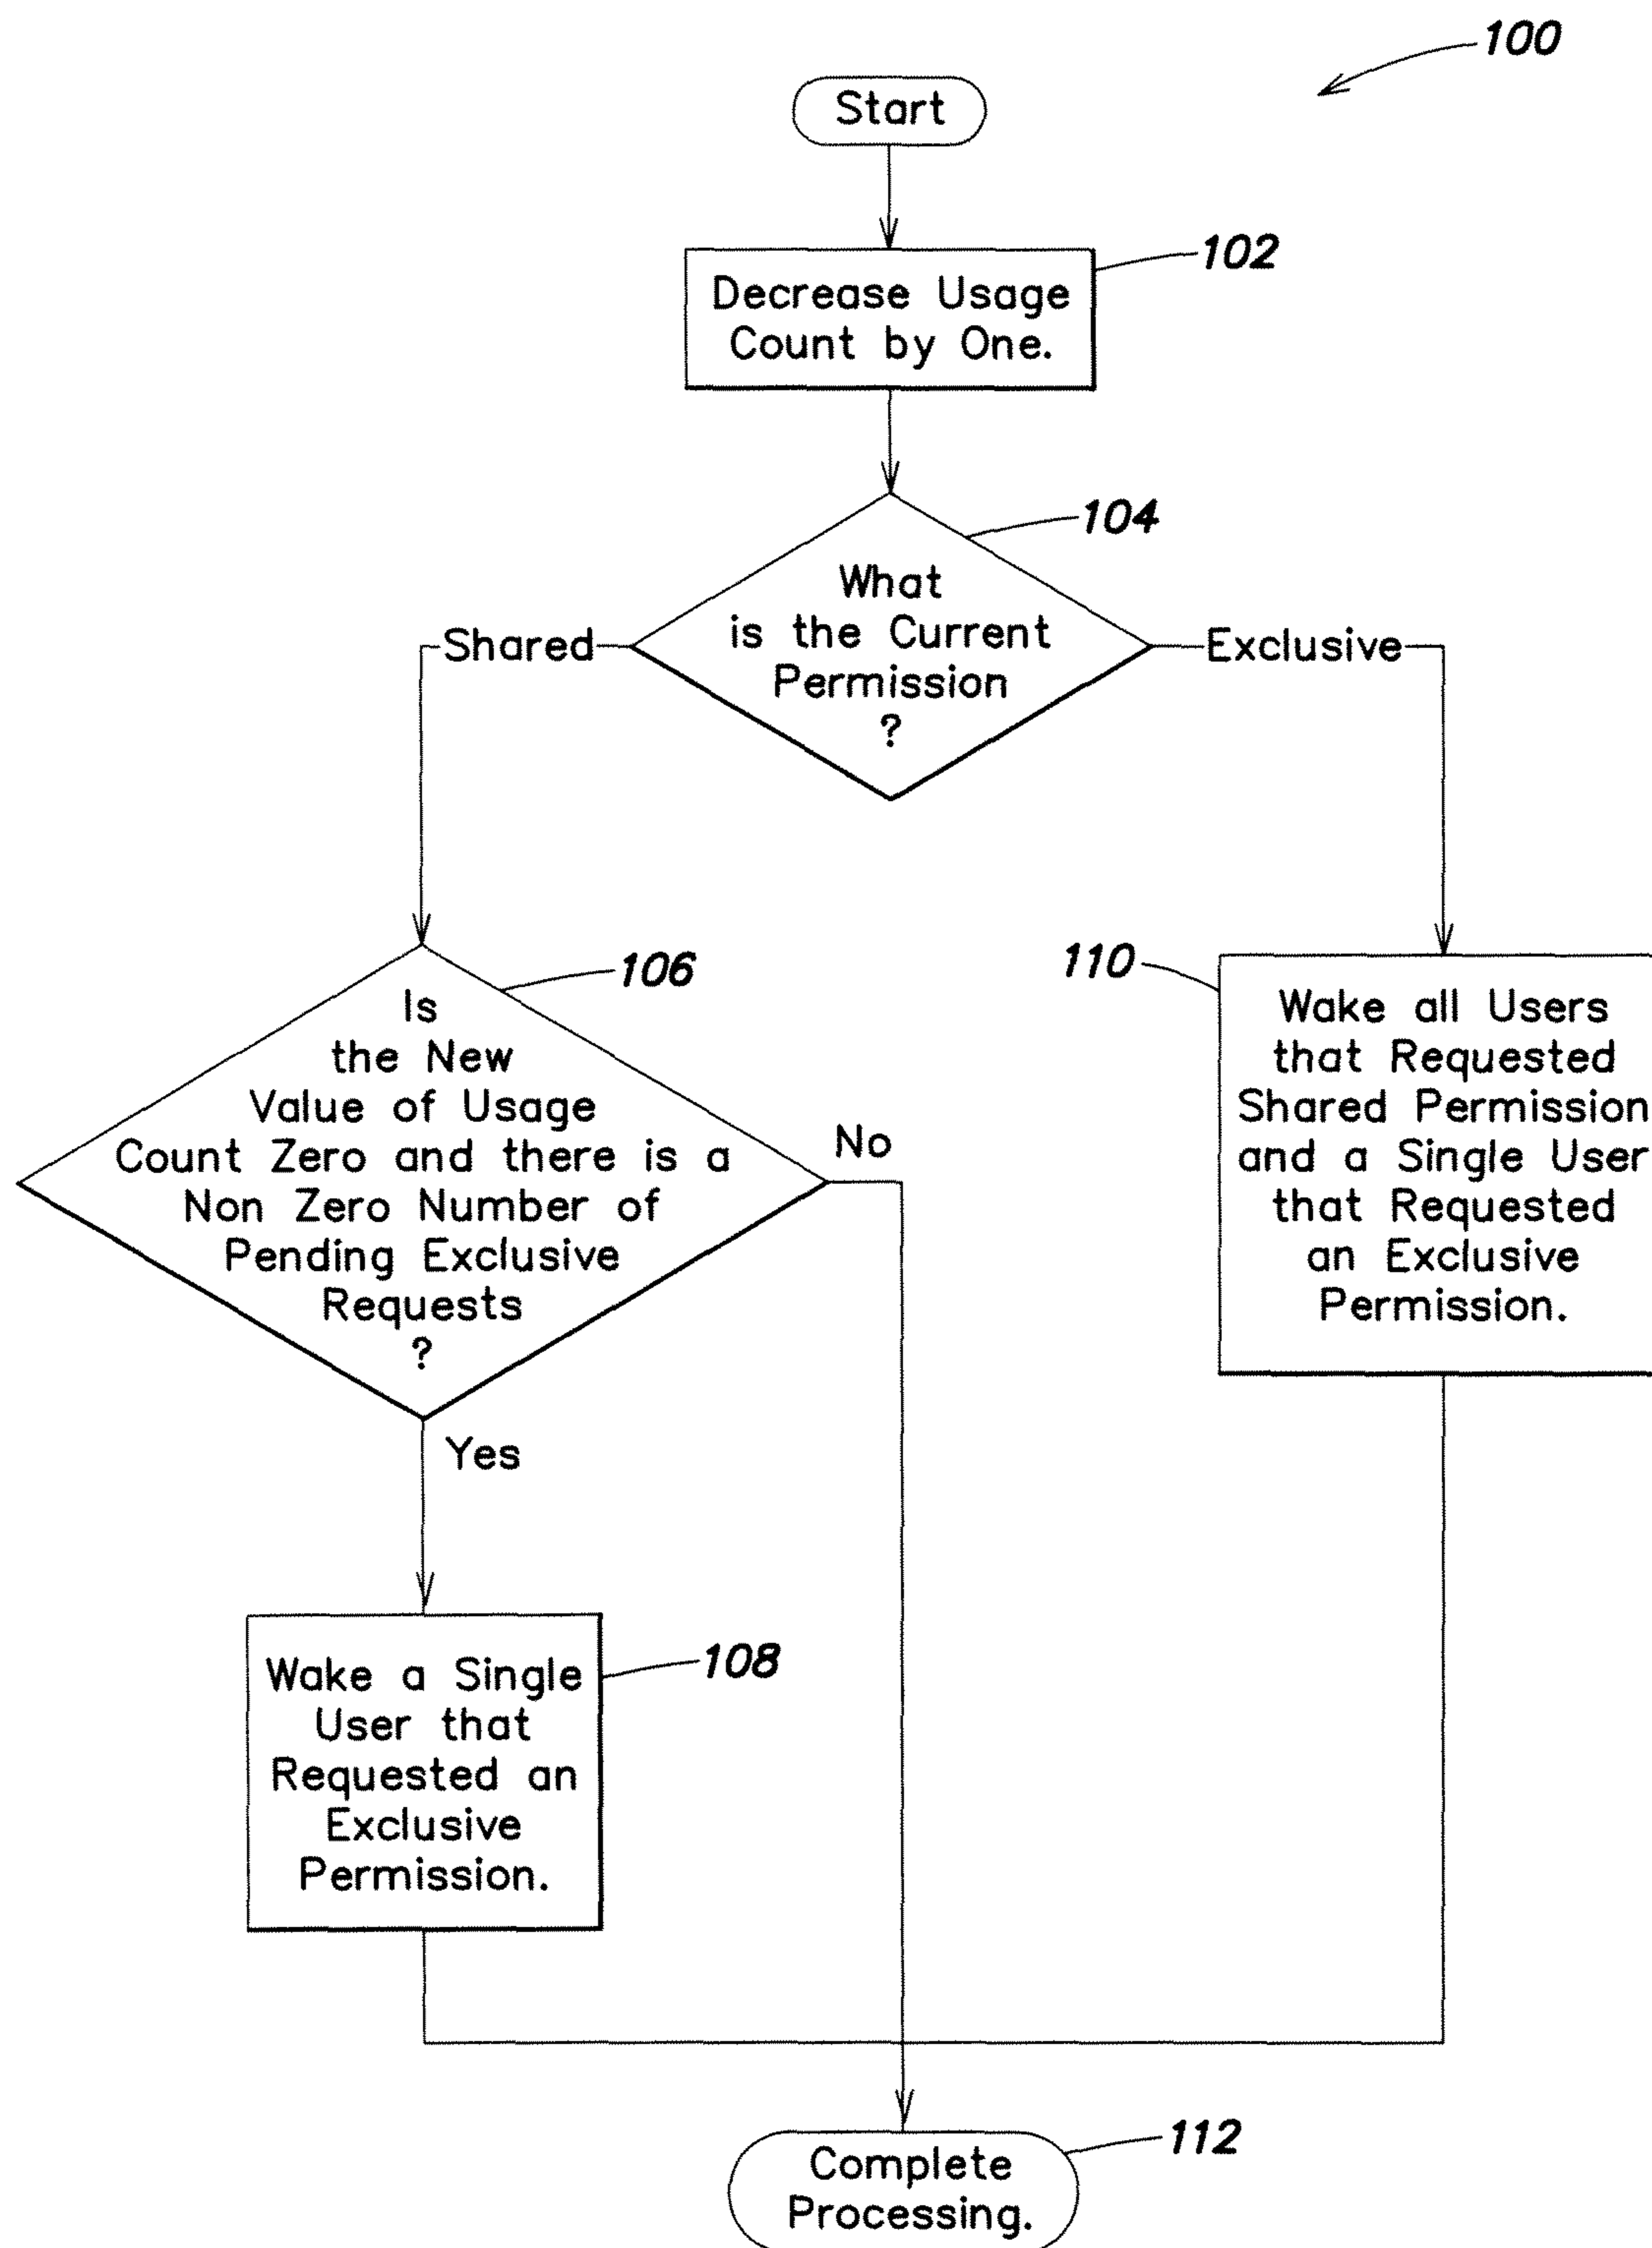 100
Start
102
Decrease Usage
Count by One.
104
What
is the Current
Permission
?
Shared
Exclusive
106
Is
the New
Value of Usage
Count Zero and there is a
Non Zero Number of
Pending Exclusive
Requests
?
No
Yes
110
Wake all Users
that Requested
Shared Permission
and a Single User
that Requested
an Exclusive
Permission.
108
Wake a Single
User that
Requested an
Exclusive
Permission.
112
Complete
Processing.